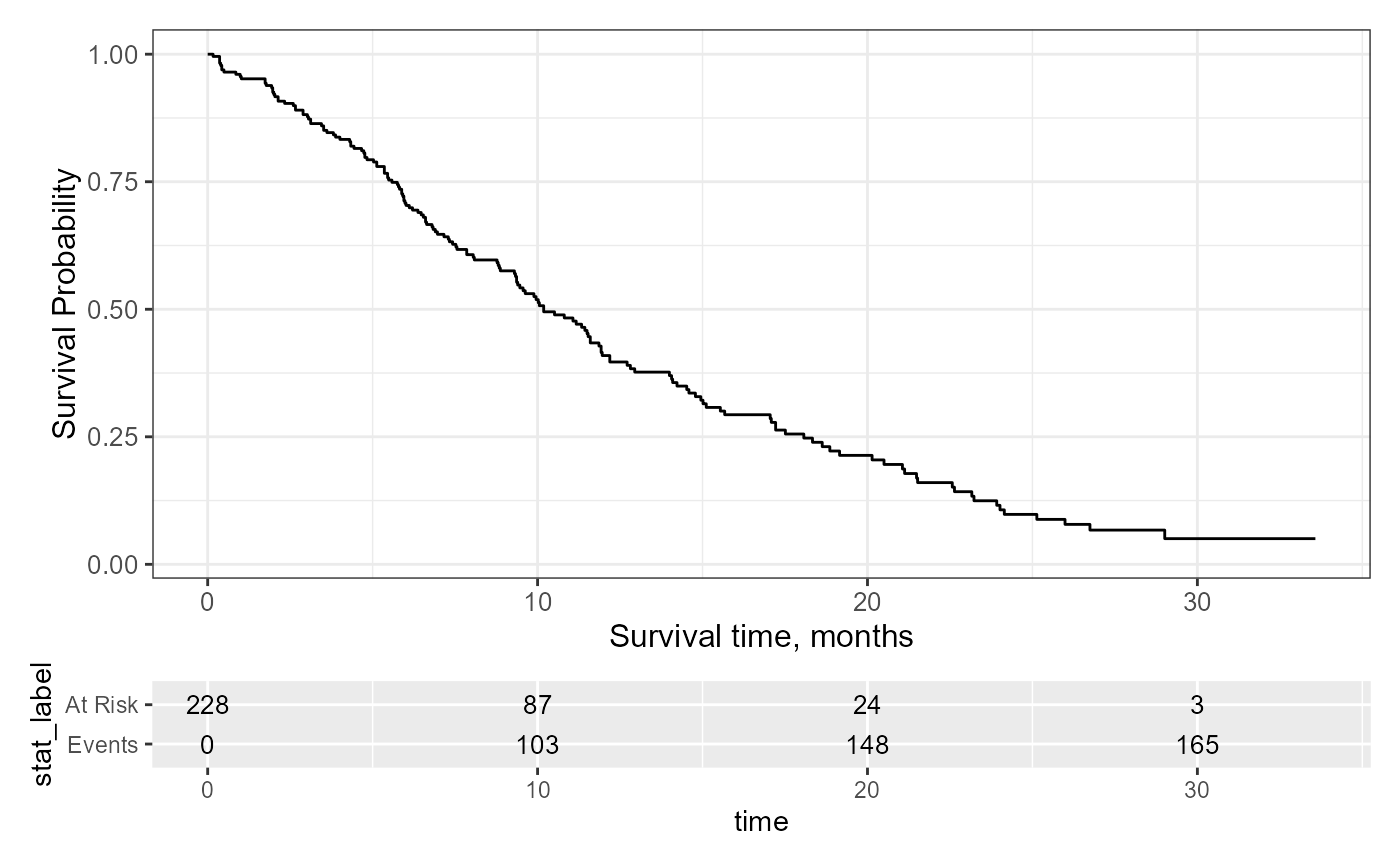 1.00
0.75
0.50
0.25
0.00
Survival Probability
0 10 20 30
Survival time, months
stat_label
At Risk 228 87 24 3
Events 0 103 148 165
0 10 20 30
time